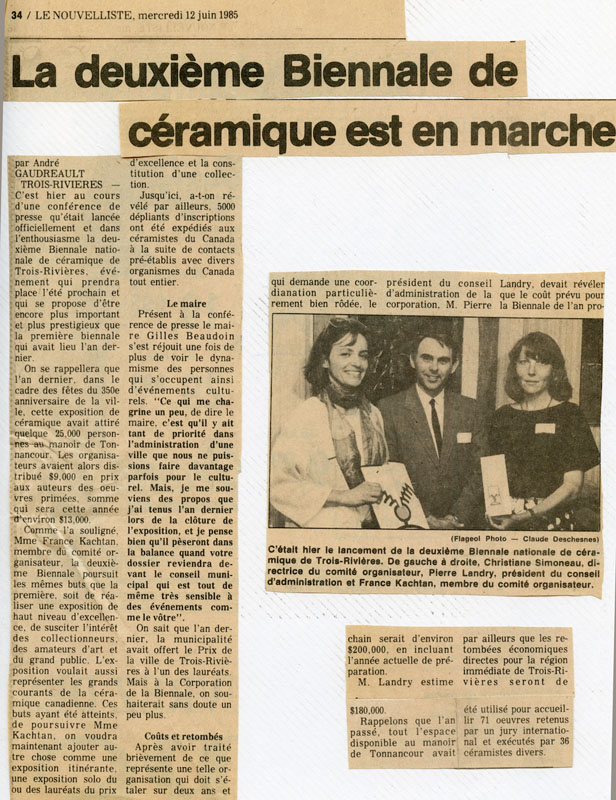 34 / LE NOUVELLISTE, mercredi 12 juin 1985
La deuxième Biennale de
céramique est en marche
par André
GAUDREAULT
TROIS-RIVIERES —
C'est hier au cours
d'une conférence de
presse qu'était lancée
officiellement et dans
l'enthousiasme la deu-
xième Biennale natio-
nale de céramique de
Trois-Rivières, évé-
nement qui prendra
place l'été prochain et
qui se propose d'être
encore plus important
et plus prestigieux que
la première biennale
qui avait lieu l'an der-
nier.
On se rappellera que
l'an dernier, dans le
cadre des fêtes du 350e
anniversaire de la vil-
le, cette exposition de
céramique avait attiré
quelque 25,000 person-
nes au manoir de Ton-
nancour. Les organisa-
teurs avaient alors dis-
tribué $9,000 en prix
aux auteurs des oeu-
vres primées, somme
qui sera cette année
d'environ $13,000.
Comme l'a souligné,
Mme France Kachtan,
membre du comité or-
ganisateur, la deuxiè-
me Biennale poursuit
les mêmes buts que la
première, soit de réa-
liser une exposition de
haut niveau d'excellen-
ce, de susciter l'intérêt
des collectionneurs,
des amateurs d'art et
du grand public. L'ex-
position voulait aussi
représenter les grands
courants de la céra-
mique canadienne. Ces
buts ayant été atteints,
de poursuivre Mme
Kachtan, on voudra
maintenant ajouter au-
tre chose comme une
exposition itinérante,
une exposition solo du
ou des lauréats du prix
d'excellence et la cons-
titution d'une collec-
tion.
Jusqu'ici, a-t-on ré-
vélé par ailleurs, 5000
dépliants d'inscriptions
ont été expédiés aux
céramistes du Canada
à la suite de contacts
pré-établis avec divers
organismes du Canada
tout entier.
Le maire
Présent à la confé-
rence de presse le mai-
re Gilles Beaudoin
s'est réjouit une fois de
plus de voir le dyna-
misme des personnes
qui s'occupent ainsi
d'événements cultu-
rels. "Ce qui me cha-
grine un peu, de dire le
maire, c'est qu'il y ait
tant de priorité dans
l'administration d'une
ville que nous ne puis-
sions faire davantage
parfois pour le cultu-
rel. Mais, je me sou-
viens des propos que
j'ai tenus l'an dernier
lors de la clôture de
l'exposition, et je pense
bien qu'il pèseront dans
la balance quand votre
dossier reviendra de-
vant le conseil muni-
cipal qui est tout de
même très sensible à
des événements com-
me le vôtre".
On sait que l'an der-
nier, la municipalité
avait offert le Prix de
la ville de Trois-Riviè-
res à l'un des lauréats.
Mais à la Corporation
de la Biennale, on sou-
haiterait sans doute un
peu plus.
Coûts et retombés
Après avoir traité
brièvement de ce que
représente une telle or-
ganisation qui doit s'é-
taler sur deux ans et
qui demande une coor-
dianation particuliè-
rement bien rôdée, le
président du conseil
d'administration de la
corporation, M. Pierre
Landry, devait révéler
que le coût prévu pour
la Biennale de l'an pro-
(Flageol Photo — Claude Deschesnes)
C'était hier le lancement de la deuxième Biennale nationale de céra-
mique de Trois-Rivières. De gauche à droite, Christiane Simoneau, di-
rectrice du comité organisateur, Pierre Landry, président du conseil
d'administration et France Kachtan, membre du comité organisateur.
chain serait d'environ
$200,000, en incluant
l'année actuelle de pré-
paration.
M. Landry estime
par ailleurs que les re-
tombées économiques
directes pour la région
immédiate de Trois-Ri-
vières seront de
$180,000.
Rappelons que l'an
passé, tout l'espace
disponible au manoir
de Tonnancour avait
été utilisé pour accueil-
lir 71 oeuvres retenus
par un jury internatio-
nal et exécutés par 36
céramistes divers.